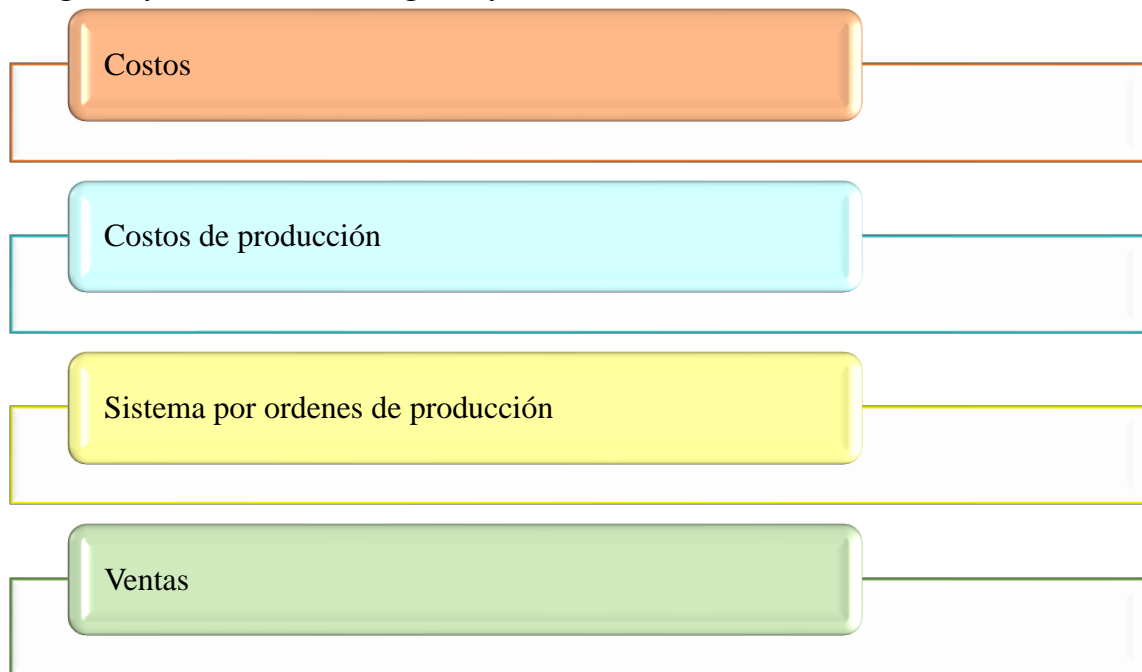 Costos
Costos de producción
Sistema por ordenes de producción
Ventas